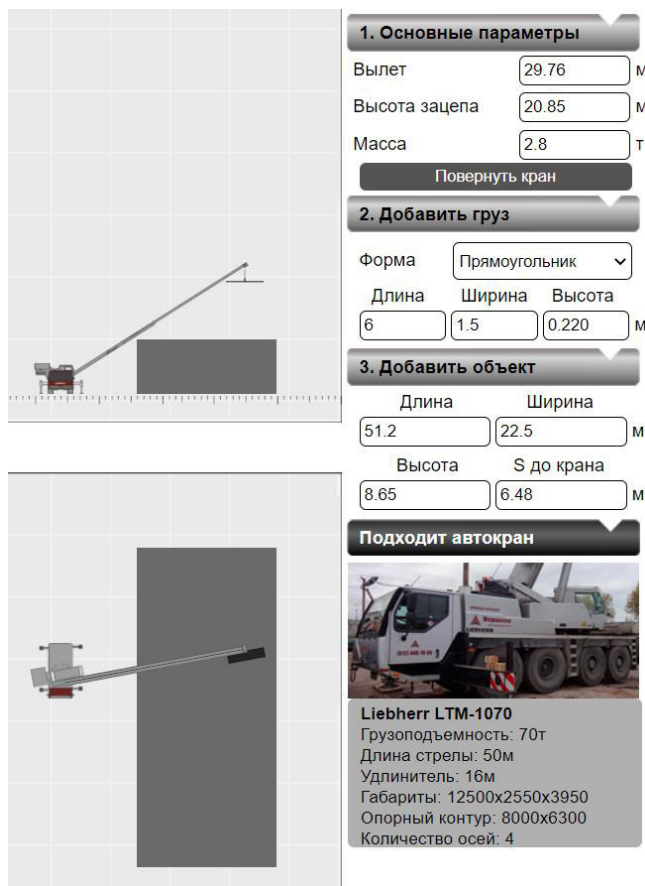 1. Основные параметры
Вылет 29.76 м
Высота зацепа 20.85 м
Масса 2.8 т
Повернуть кран
2. Добавить груз
Форма Прямоугольник
Длина Ширина Высота
6 1.5 0.220 м
3. Добавить объект
Длина Ширина
51.2 22.5 м
Высота S до крана
8.65 6.48 м
Подходит автокран
LIEBHERR
Liebherr LTM-1070
Грузоподъемность: 70т
Длина стрелы: 50м
Удлинитель: 16м
Габариты: 12500x2550x3950
Опорный контур: 8000x6300
Количество осей: 4